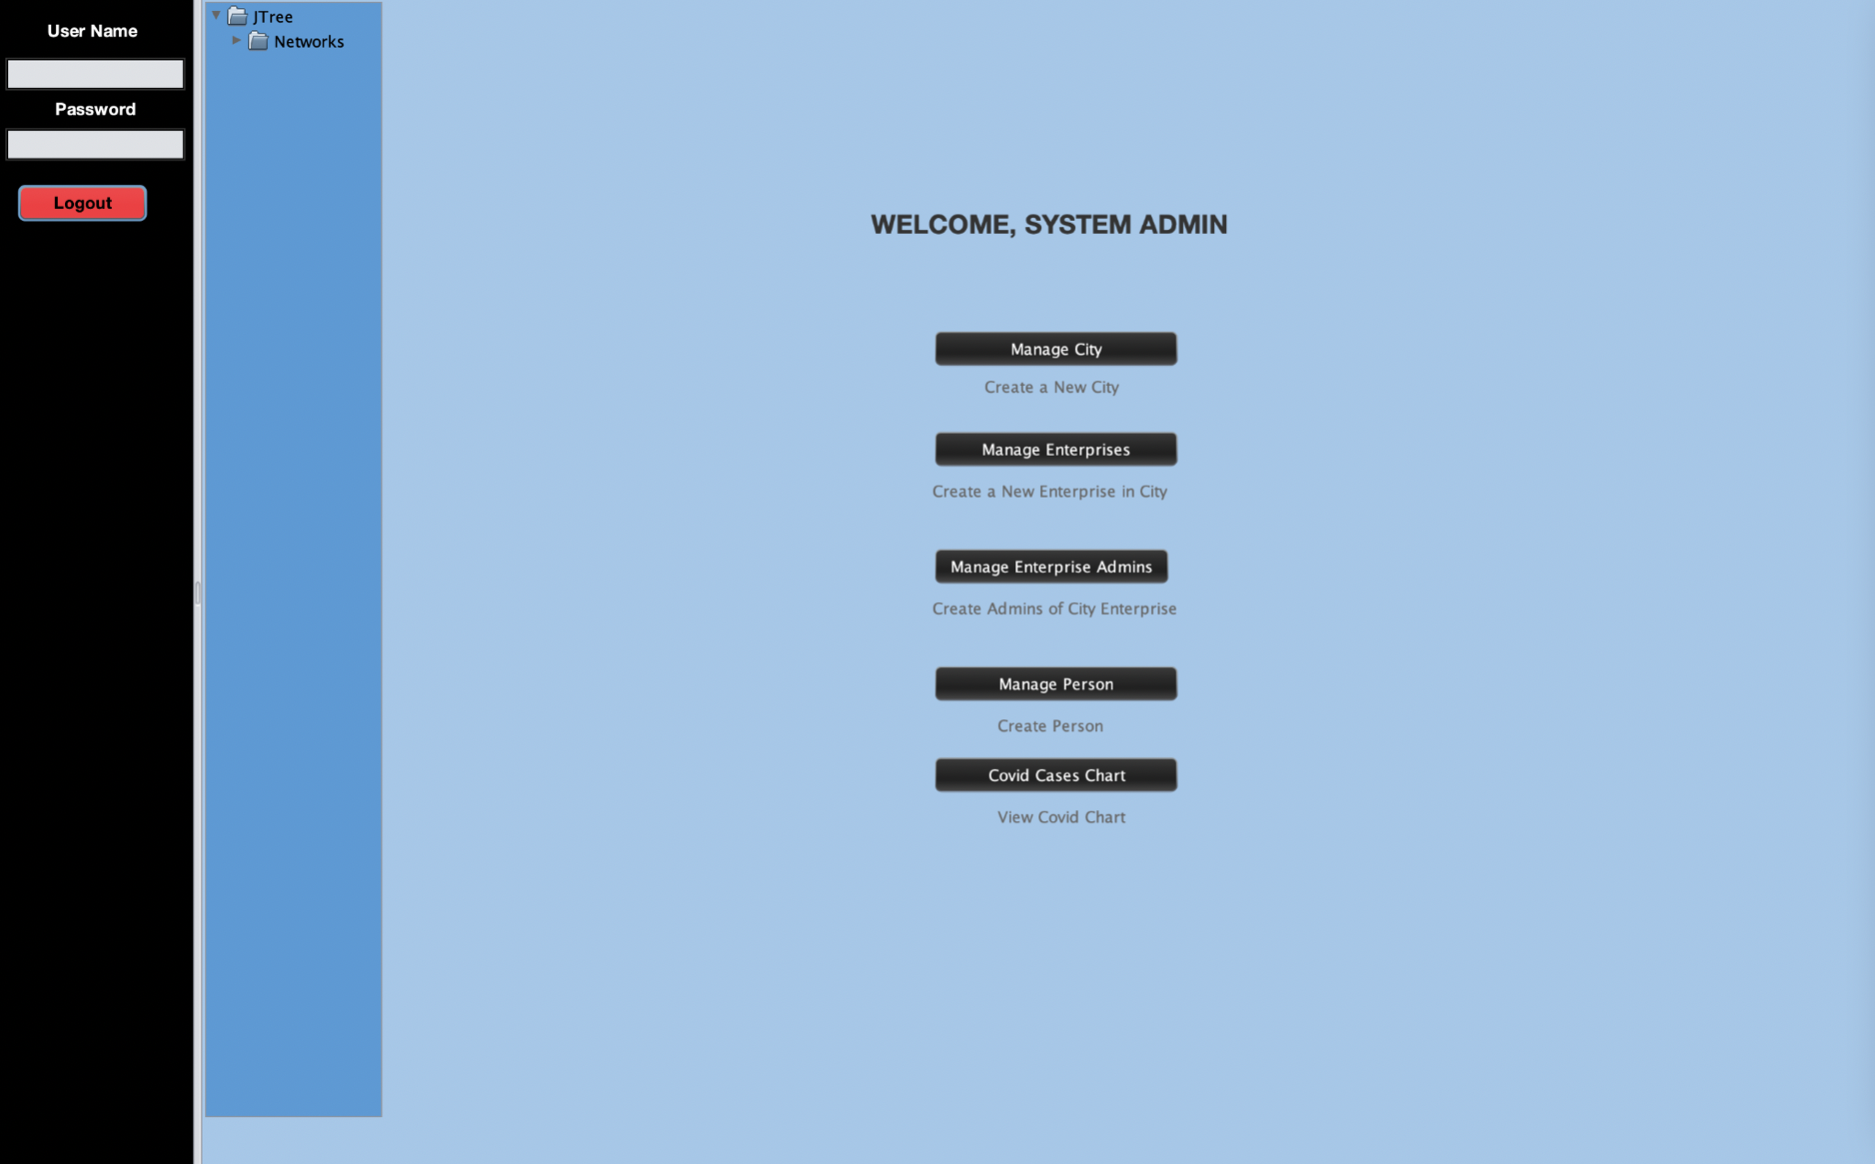 User Name
Password
Logout
JTree
Networks
WELCOME, SYSTEM ADMIN
Manage City
Create a New City
Manage Enterprises
Create a New Enterprise in City
Manage Enterprise Admins
Create Admins of City Enterprise
Manage Person
Create Person
Covid Cases Chart
View Covid Chart